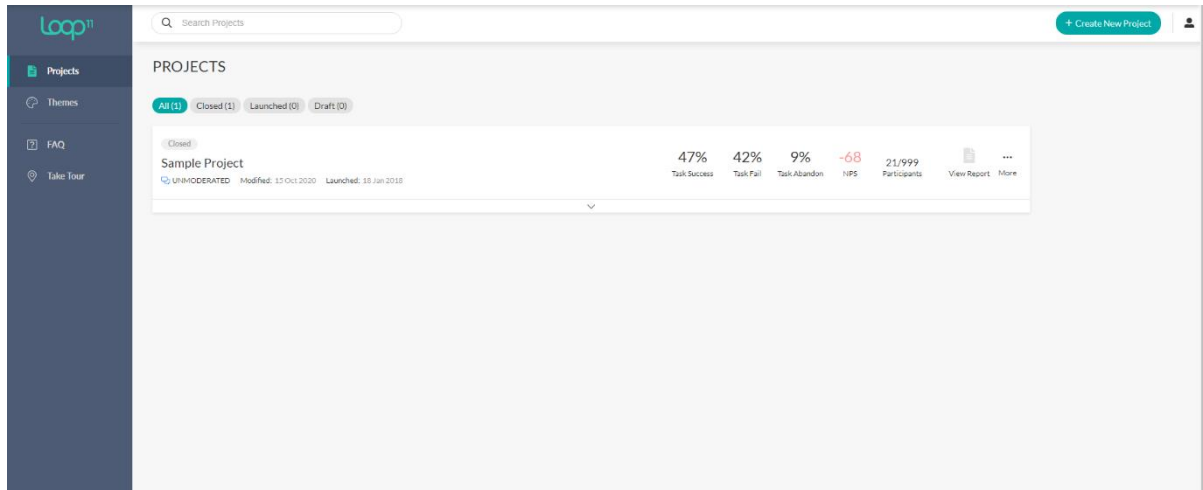 Loop11
Search Projects
+ Create New Project
Projects
Themes
FAQ
Take Tour
PROJECTS
All (1) Closed (1) Launched (0) Draft (0)
Closed
Sample Project
UNMODERATED Modified: 15 Oct 2020 Launched: 18 Jan 2018
47% 42% 9% -68 21/999
Task Success Task Fail Task Abandon NPS Participants View Report More